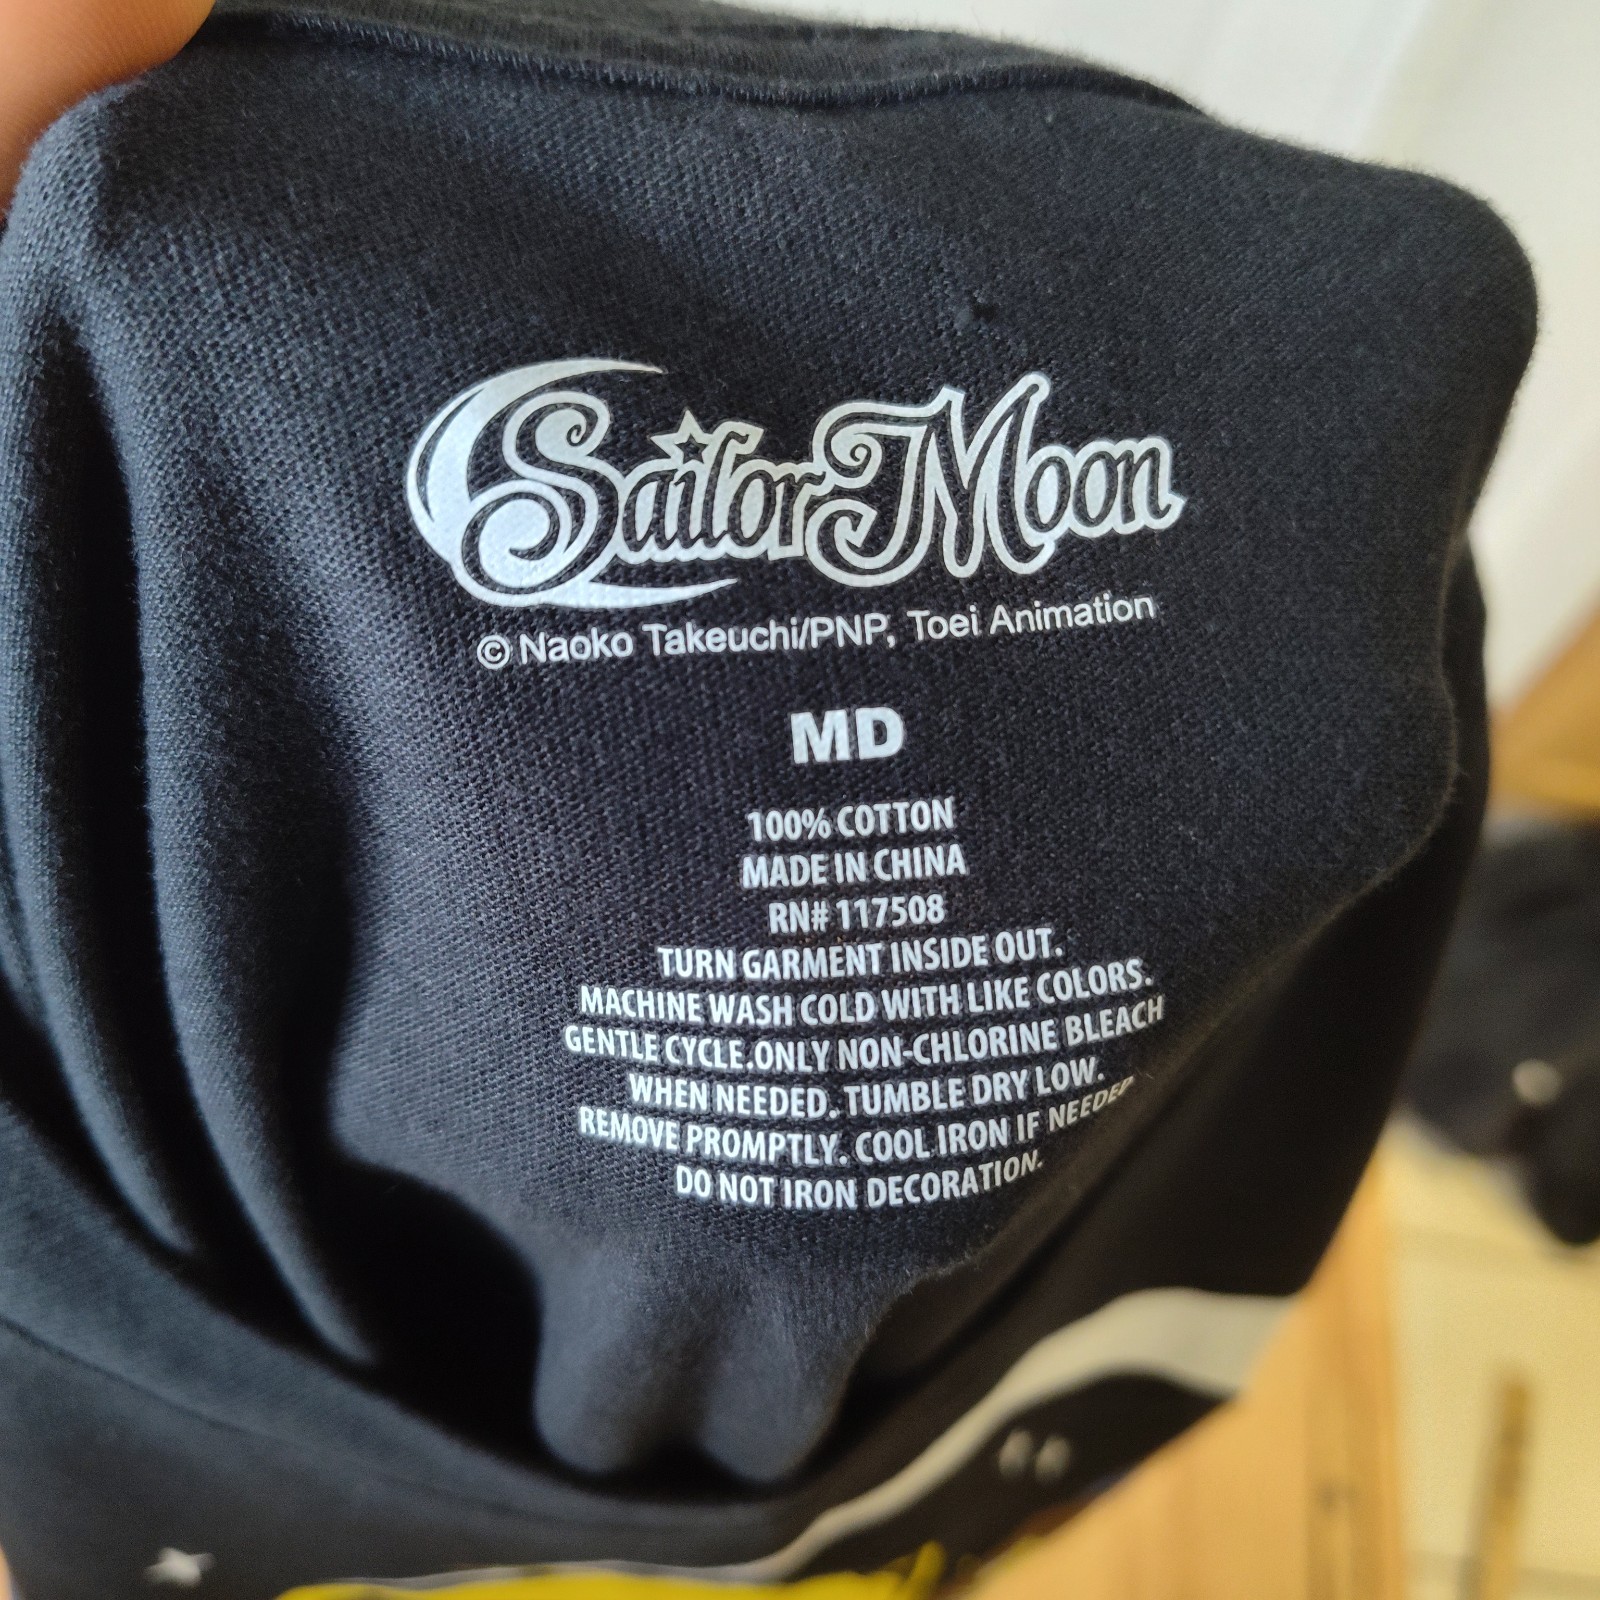 Sailor Moon
© Naoko Takeuchi/PNP, Toei Animation
MD
100% COTTON
MADE IN CHINA
RN# 117508
TURN GARMENT INSIDE OUT.
MACHINE WASH COLD WITH LIKE COLORS.
GENTLE CYCLE.ONLY NON-CHLORINE BLEACH
WHEN NEEDED. TUMBLE DRY LOW.
REMOVE PROMPTLY. COOL IRON IF NEEDED
DO NOT IRON DECORATION.